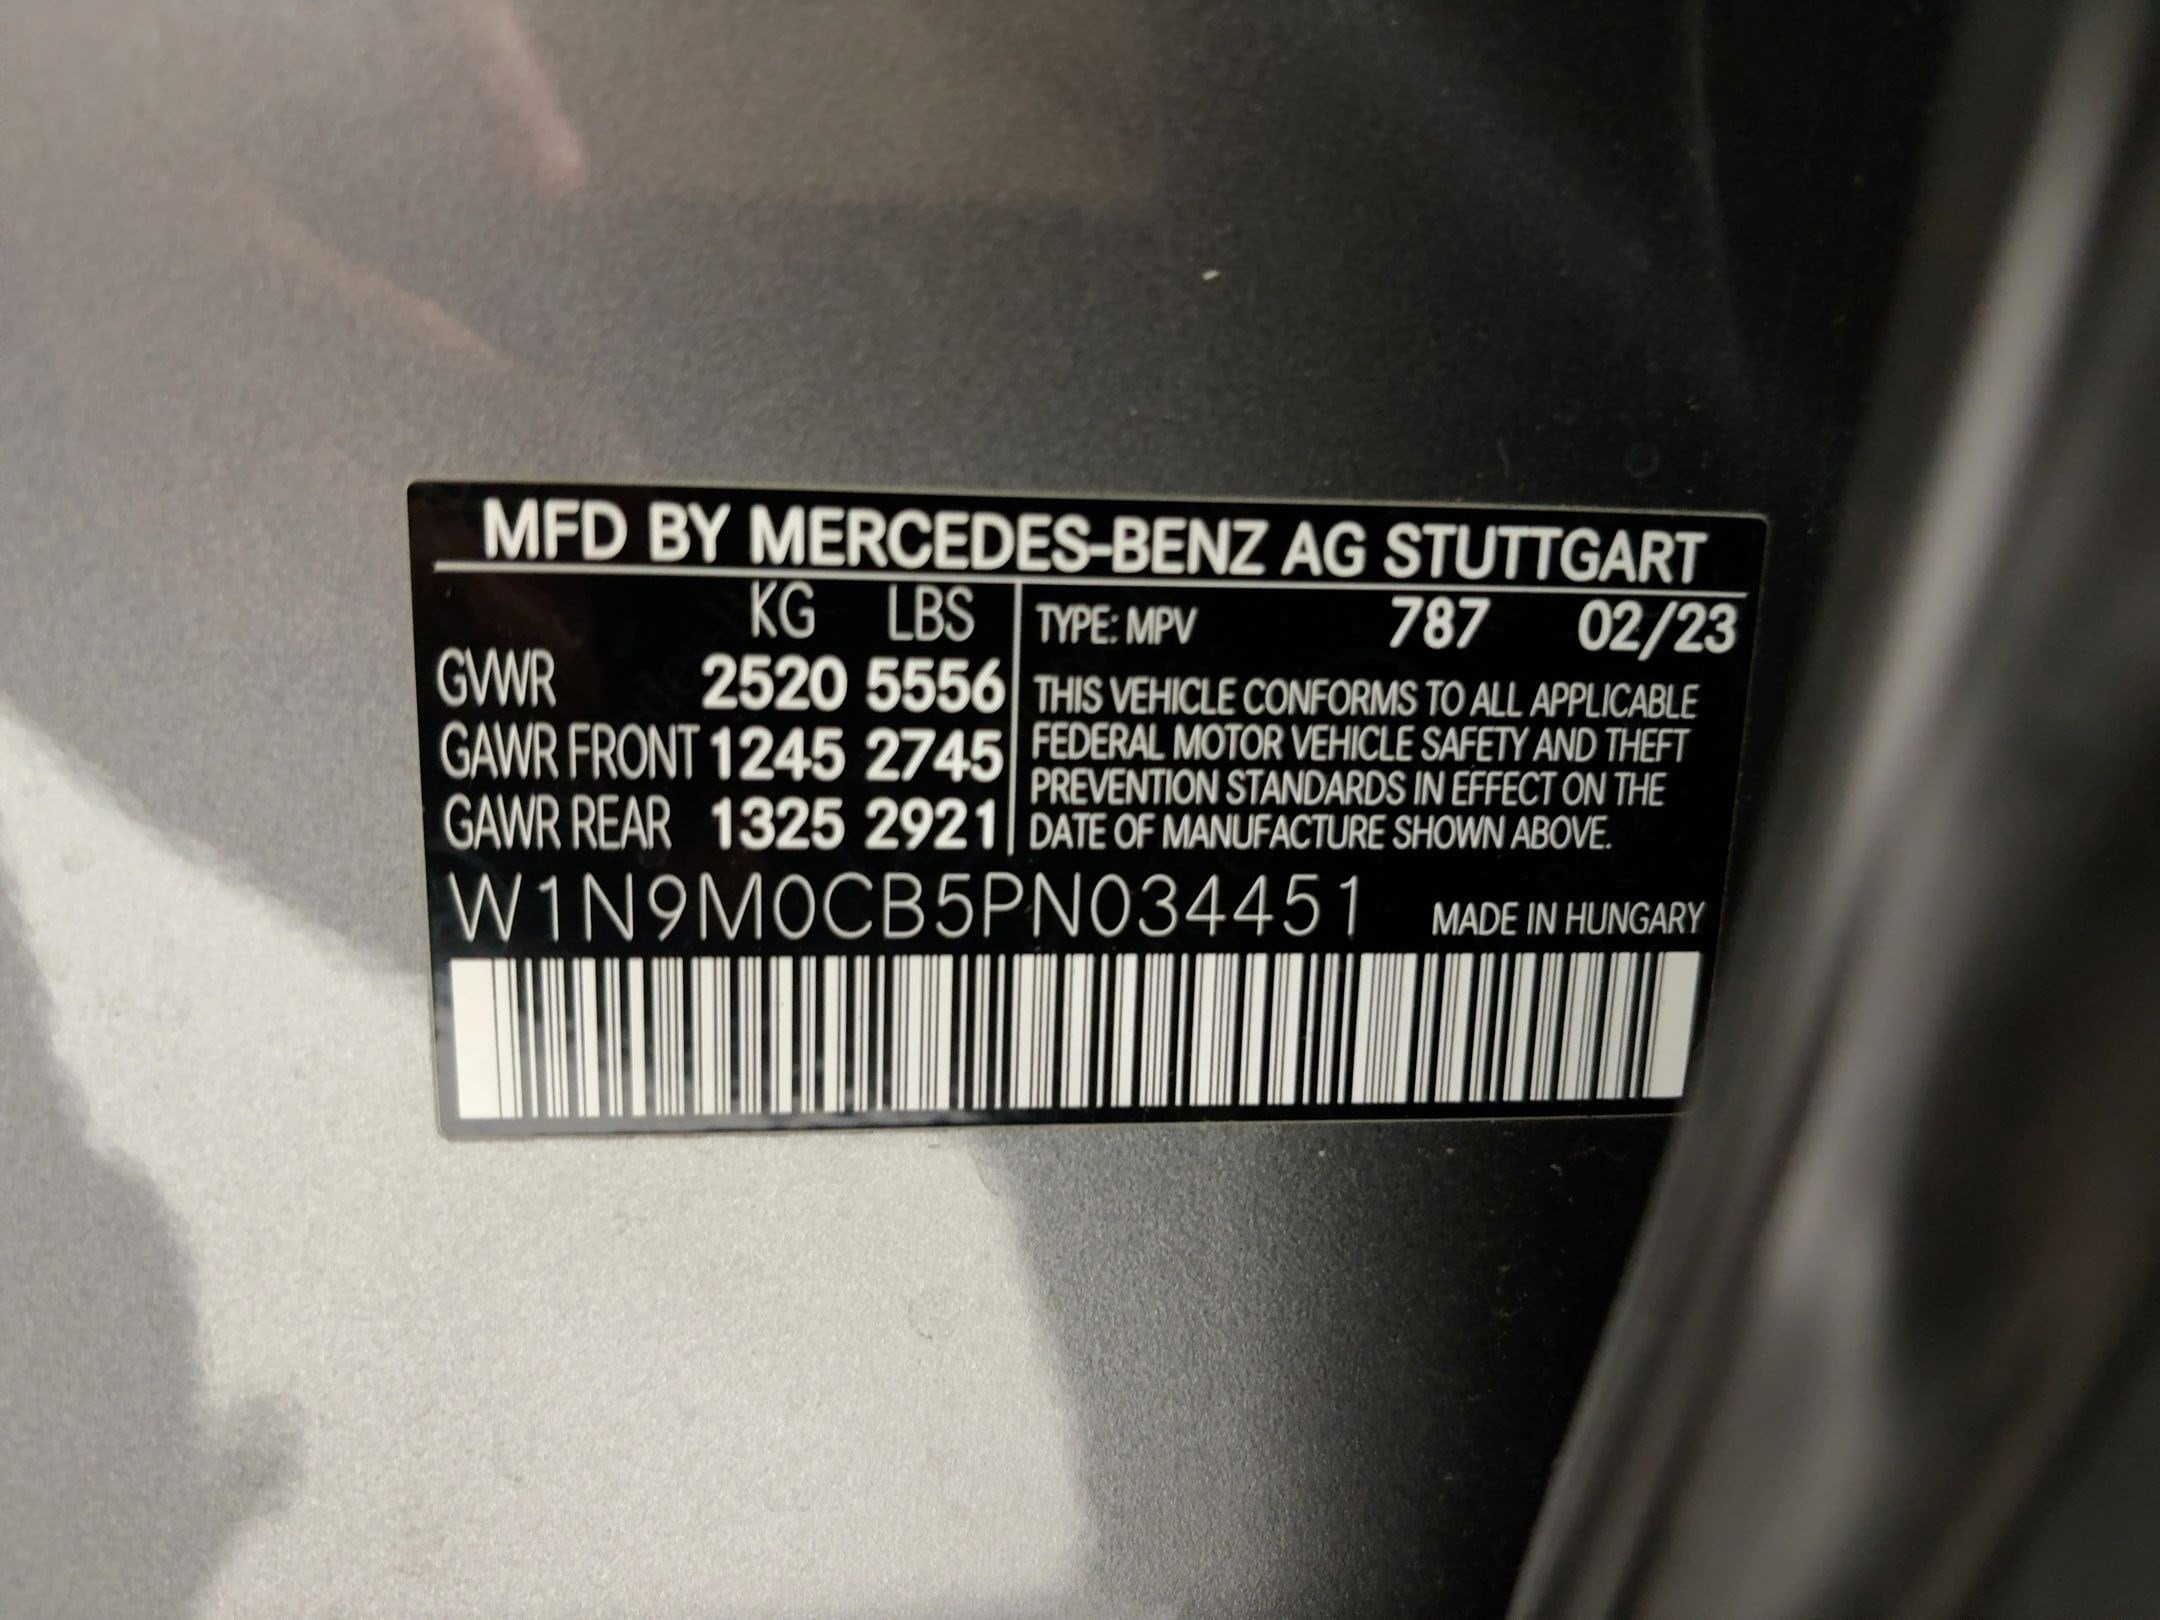 MFD BY MERCEDES-BENZ AG STUTTGART
KG LBS
GVWR 2520 5556
GAWR FRONT 1245 2745
GAWR REAR 1325 2921
TYPE: MPV 787 02/23
THIS VEHICLE CONFORMS TO ALL APPLICABLE
FEDERAL MOTOR VEHICLE SAFETY AND THEFT
PREVENTION STANDARDS IN EFFECT ON THE
DATE OF MANUFACTURE SHOWN ABOVE.
W1N9M0CB5PN034451 MADE IN HUNGARY